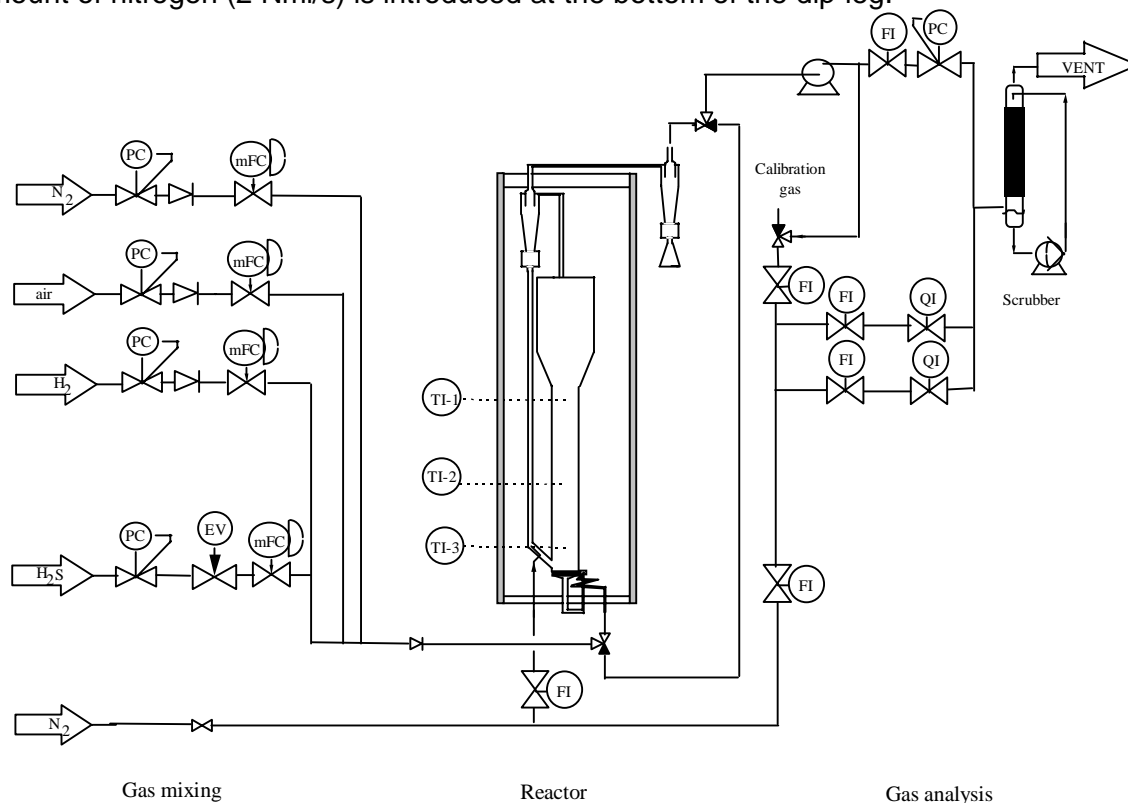 mount of nitrogen (2 Nml/s) is introduced at the bottom of the dip-leg.
FI
PC
VENT
PC
mFC
N2
Calibration
gas
PC
mFC
air
FI
FI
QI
Scrubber
PC
mFC
H2
FI
QI
TI-1
TI-2
PC
EV
mFC
TI-3
H2S
FI
FI
N2
Gas mixing
Reactor
Gas analysis